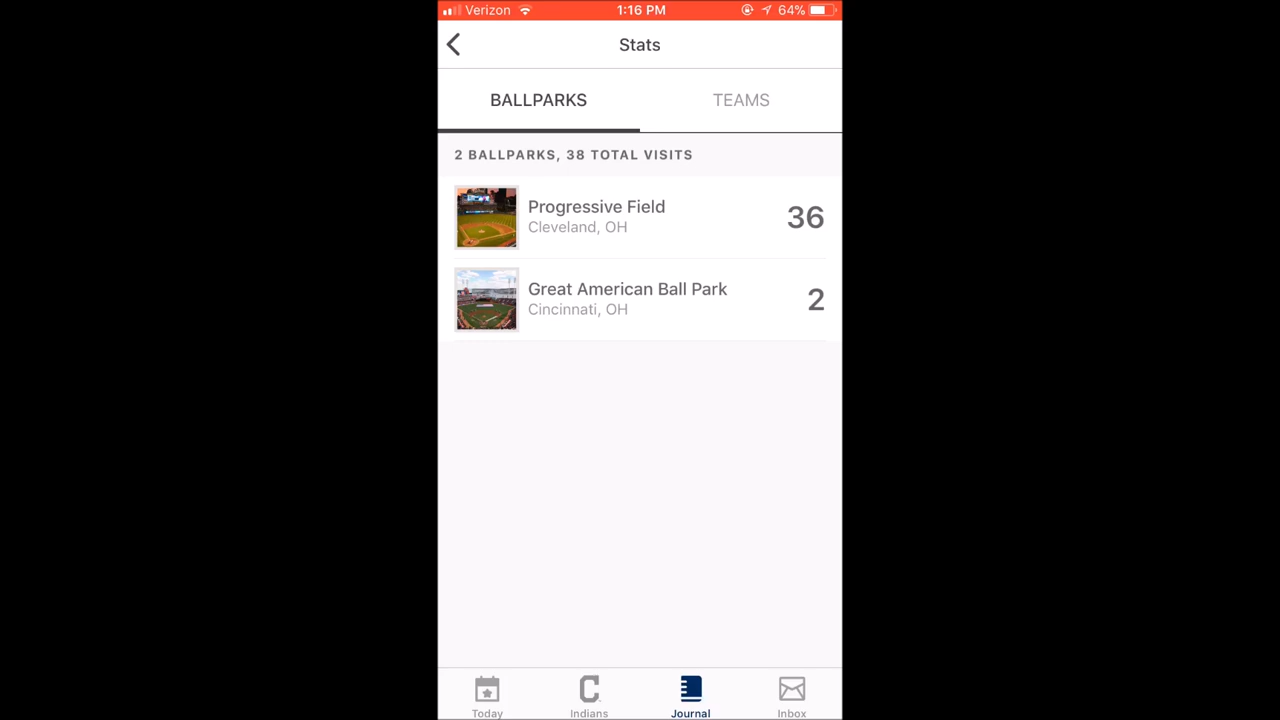 Verizon 1:16 PM 64%
Stats
BALLPARKS TEAMS
2 BALLPARKS, 38 TOTAL VISITS
Progressive Field
Cleveland, OH
36
Great American Ball Park
Cincinnati, OH
2
C
Today Indians Journal Inbox